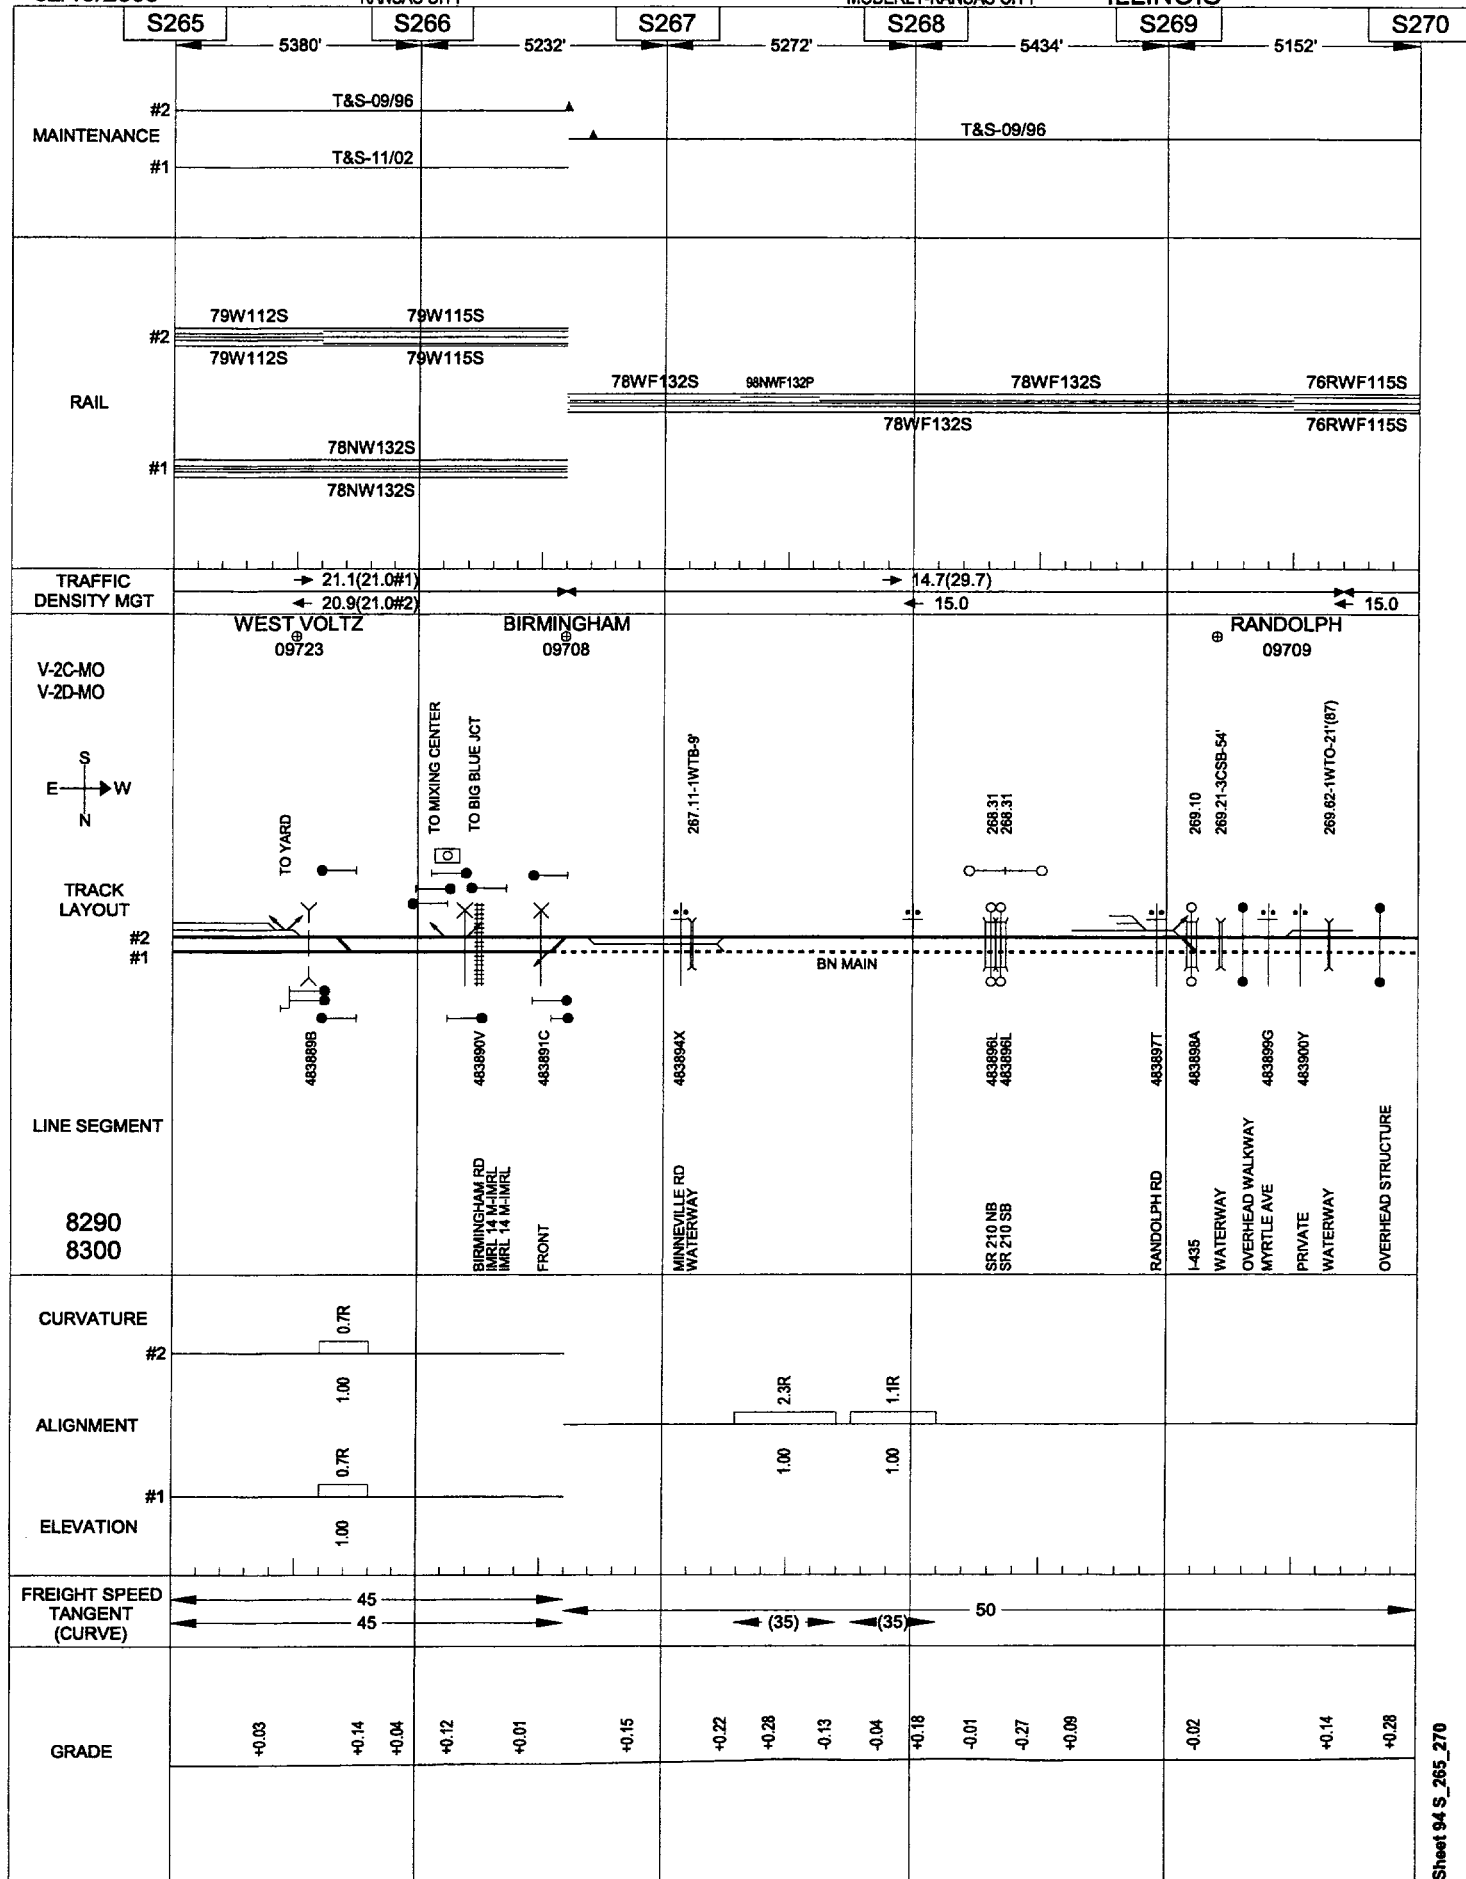 ILLINOIS
S265 S266 S267 S268 S269 S270
5380' 5232' 5272' 5434' 5152'
#2 T&S-09/96
MAINTENANCE T&S-09/96
#1 T&S-11/02
79W112S 79W115S
#2
79W112S 79W115S
78WF132S 98NWF132P 78WF132S 76RWF115S
RAIL
78WF132S 76RWF115S
78NW132S
#1
78NW132S
TRAFFIC
DENSITY MGT
21.1(21.0#1) 14.7(29.7)
20.9(21.0#2) 15.0 15.0
WEST VOLTZ BIRMINGHAM RANDOLPH
09723 09708 09709
V-2C-MO
V-2D-MO
S
E W
N
TO YARD
TO MIXING CENTER
TO BIG BLUE JCT
267.11-1WTB-9'
268.31
268.31
269.10
269.21-3CSB-54'
269.62-1WTO-21'(87)
TRACK
LAYOUT
#2
#1
BN MAIN
483889B
483890V
483891C
483894X
483896L
483896L
483897T
483898A
483899G
483900Y
LINE SEGMENT
8290
8300
BIRMINGHAM RD
IMRL 14 M-IMRL
IMRL 14 M-IMRL
FRONT
MINNEVILLE RD
WATERWAY
SR 210 NB
SR 210 SB
RANDOLPH RD
I-435
WATERWAY
OVERHEAD WALKWAY
MYRTLE AVE
PRIVATE
WATERWAY
OVERHEAD STRUCTURE
CURVATURE
#2
0.7R
1.00
ALIGNMENT
2.3R 1.1R
1.00 1.00
#1
0.7R
1.00
ELEVATION
FREIGHT SPEED
TANGENT
(CURVE)
45
45
(35) (35) 50
GRADE
+0.03 +0.14 +0.04 +0.12 +0.01 +0.15 +0.22 +0.28 -0.13 -0.04 +0.18 -0.01 -0.27 +0.09 -0.02 +0.14 +0.28
Sheet 94 S_265_270